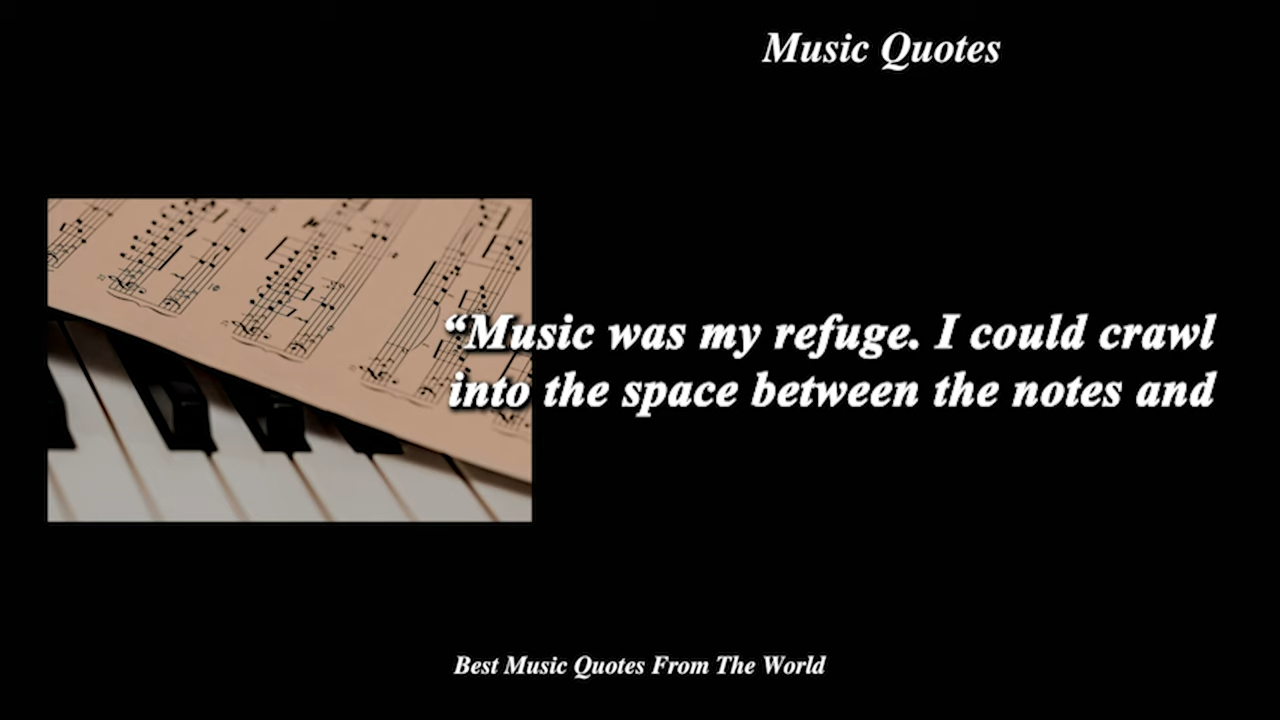 Music Quotes
“Music was my refuge. I could crawl
into the space between the notes and
Best Music Quotes From The World